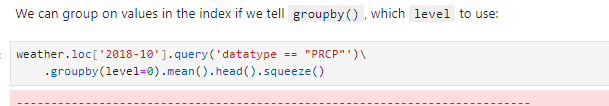 We can group on values in the index if we tell groupby() , which level to use:
weather.loc['2018-10'].query('datatype == "PRCP"')\
.groupby(level=0).mean().head().squeeze()
---------------------------------------------------------------------------